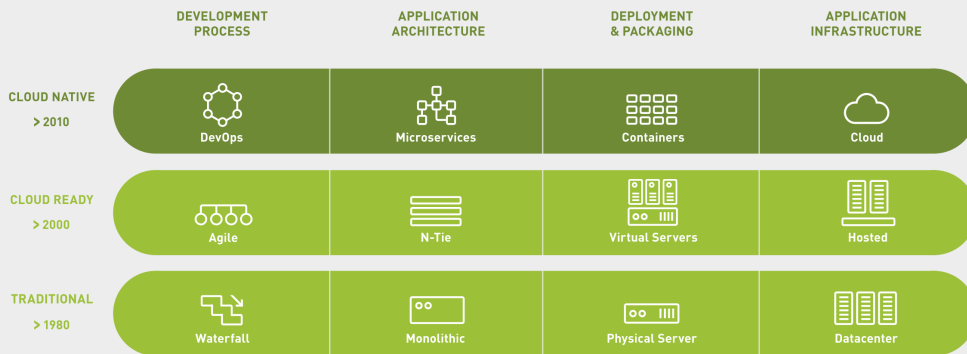 DEVELOPMENT
PROCESS
APPLICATION
ARCHITECTURE
DEPLOYMENT
& PACKAGING
APPLICATION
INFRASTRUCTURE
CLOUD NATIVE
> 2010
DevOps
Microservices
Containers
Cloud
CLOUD READY
> 2000
Agile
N-Tie
Virtual Servers
Hosted
TRADITIONAL
> 1980
Waterfall
Monolithic
Physical Server
Datacenter